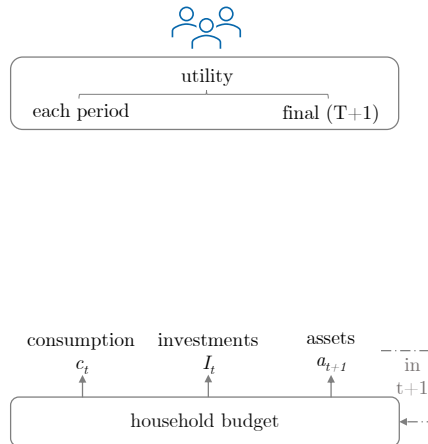 utility
each period final (T+1)
consumption investments assets
c_t I_t a_{t+1}
in
t+1
household budget